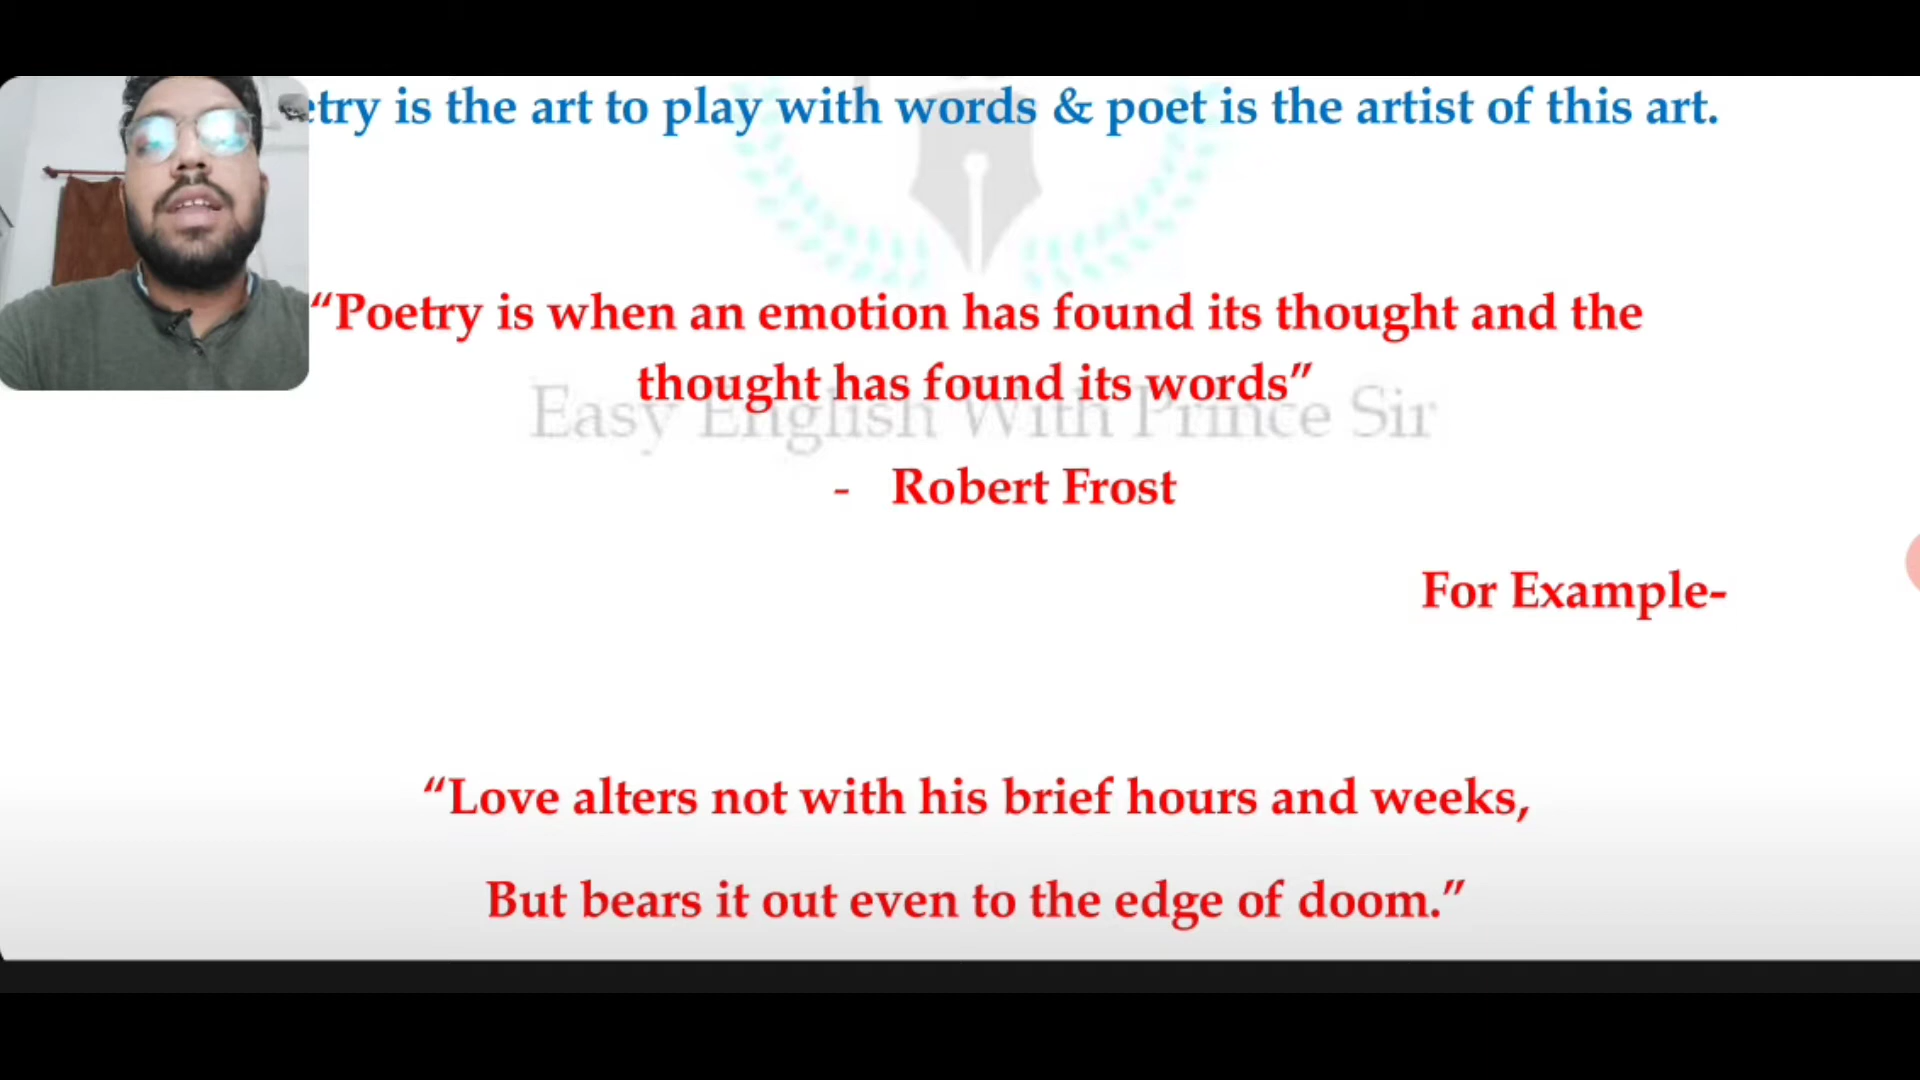 etry is the art to play with words & poet is the artist of this art.
“Poetry is when an emotion has found its thought and the
thought has found its words”
Easy English With Prince Sir
- Robert Frost
For Example-
“Love alters not with his brief hours and weeks,
But bears it out even to the edge of doom.”